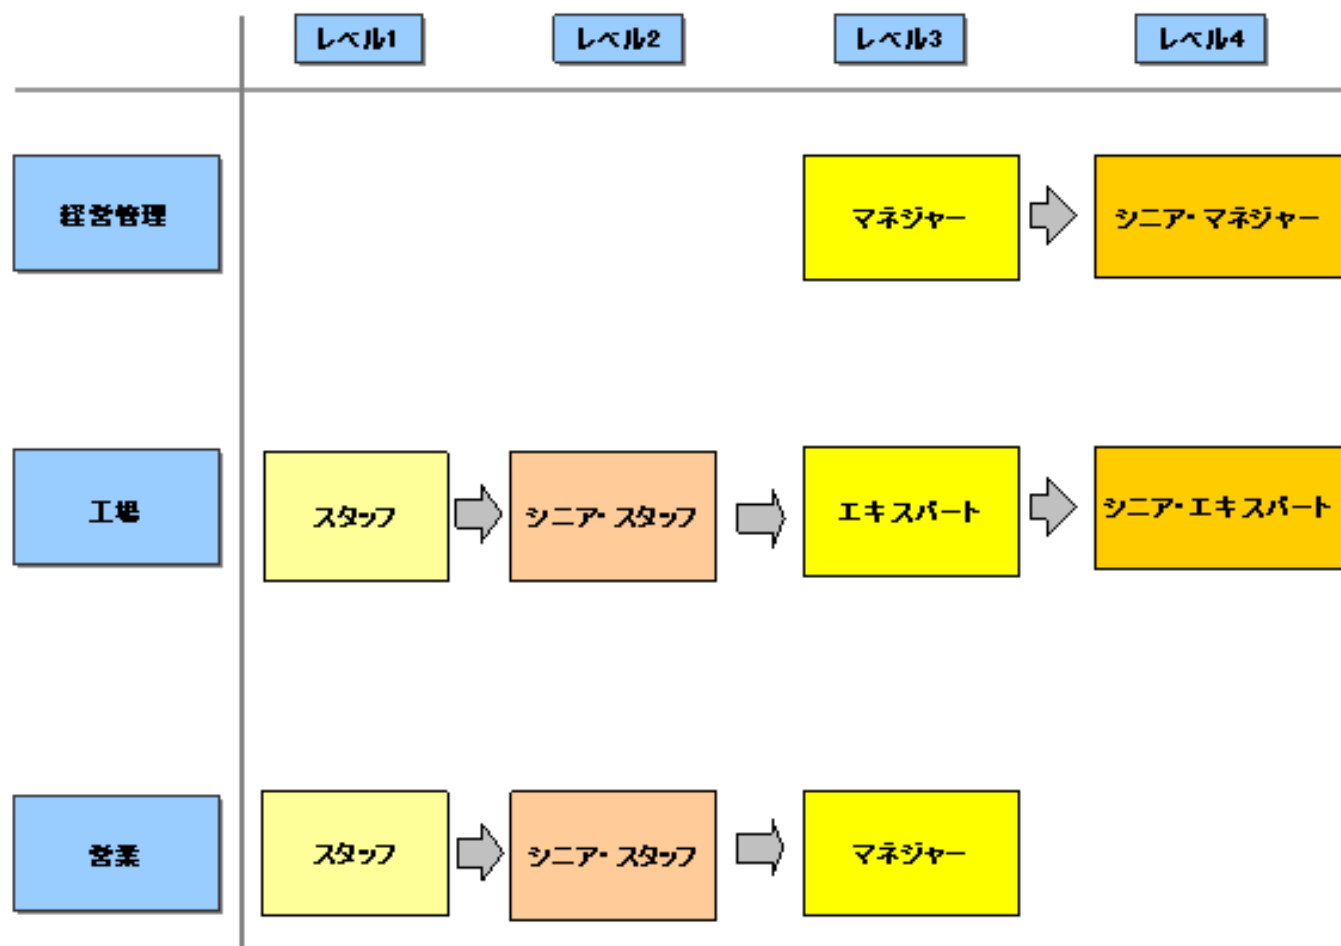 レベル1
レベル2
レベル3
レベル4
経営管理
マネジャー
シニア・マネジャー
工場
スタッフ
シニア・スタッフ
エキスパート
シニア・エキスパート
営業
スタッフ
シニア・スタッフ
マネジャー